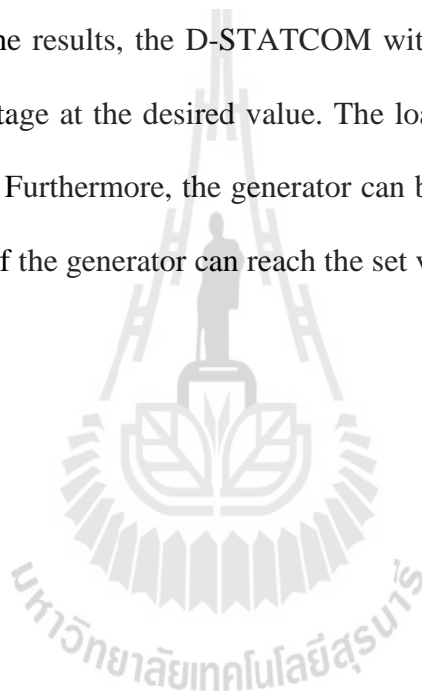 ne results, the D-STATCOM wit
tage at the desired value. The loa
Furthermore, the generator can b
f the generator can reach the set v
มหาวิทยาลัยเทคโนโลยีสุรนารี